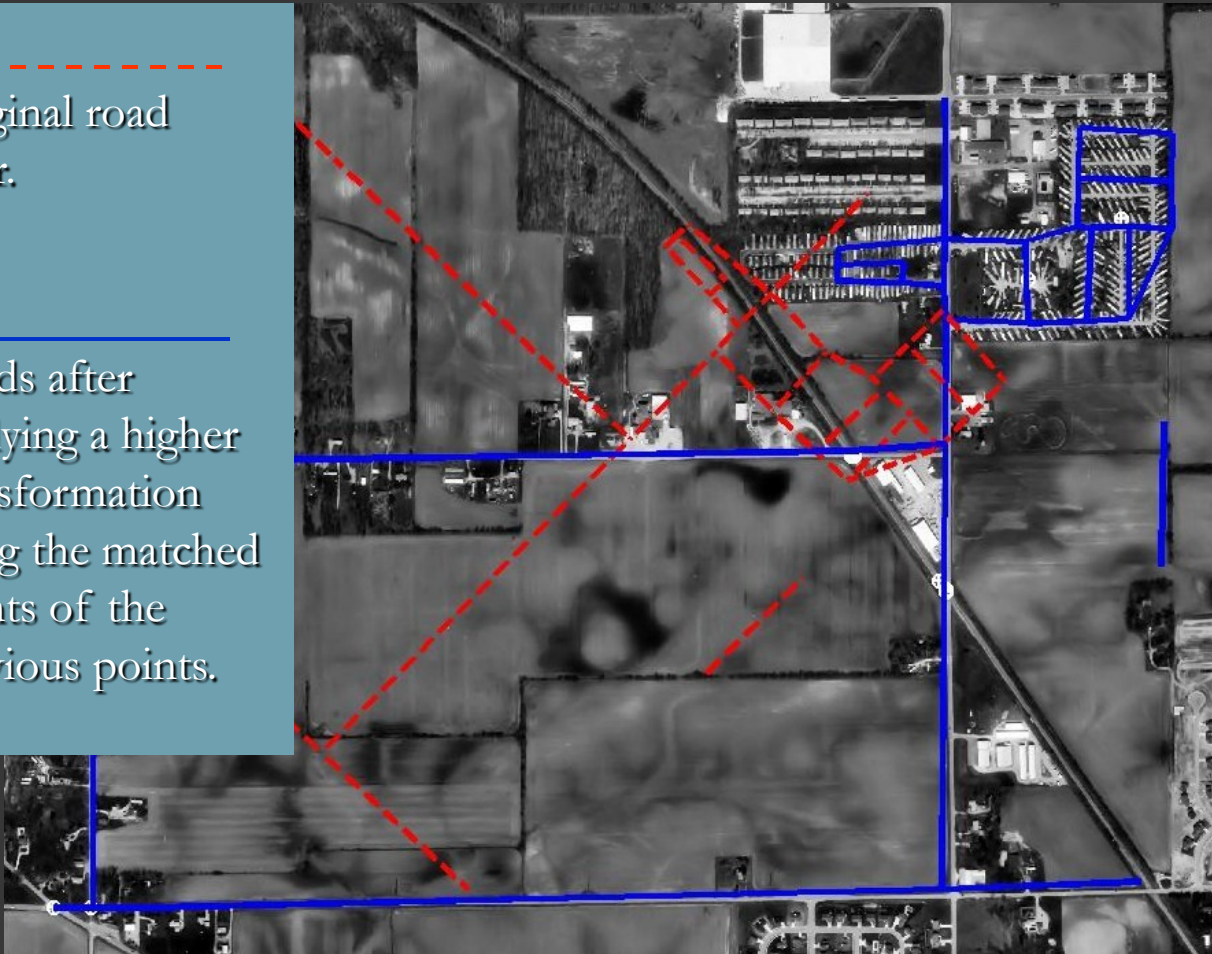 ginal road
r.
ds after
ying a higher
sformation
g the matched
nts of the
vious points.